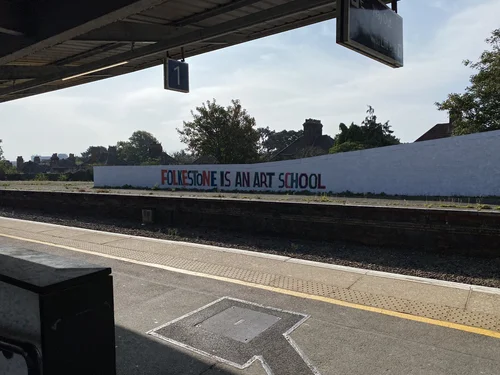 1
FOLKESTONE IS AN ART SCHOOL